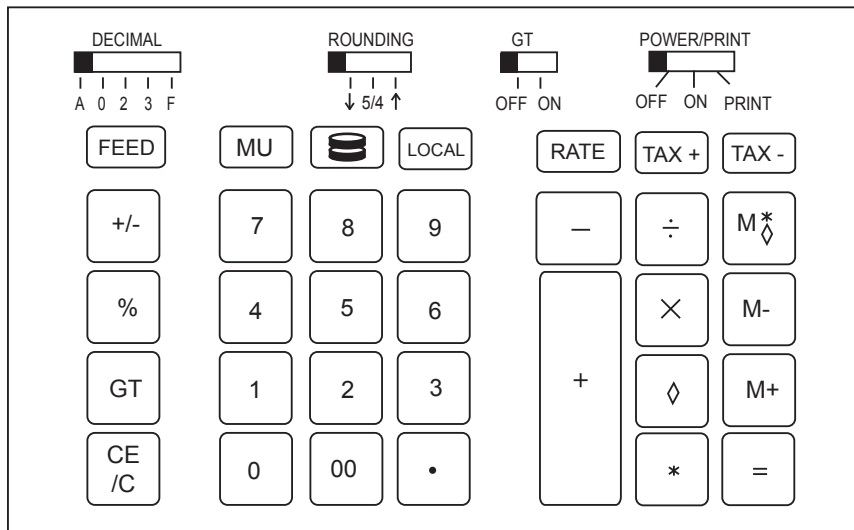 DECIMAL ROUNDING GT POWER/PRINT
A 0 2 3 F ↓ 5/4 ↑ OFF ON OFF ON PRINT
FEED MU LOCAL RATE TAX + TAX -
+/- 7 8 9 — ÷ M*◊
% 4 5 6 × M-
GT 1 2 3 + ◊ M+
CE
/C 0 00 • * =